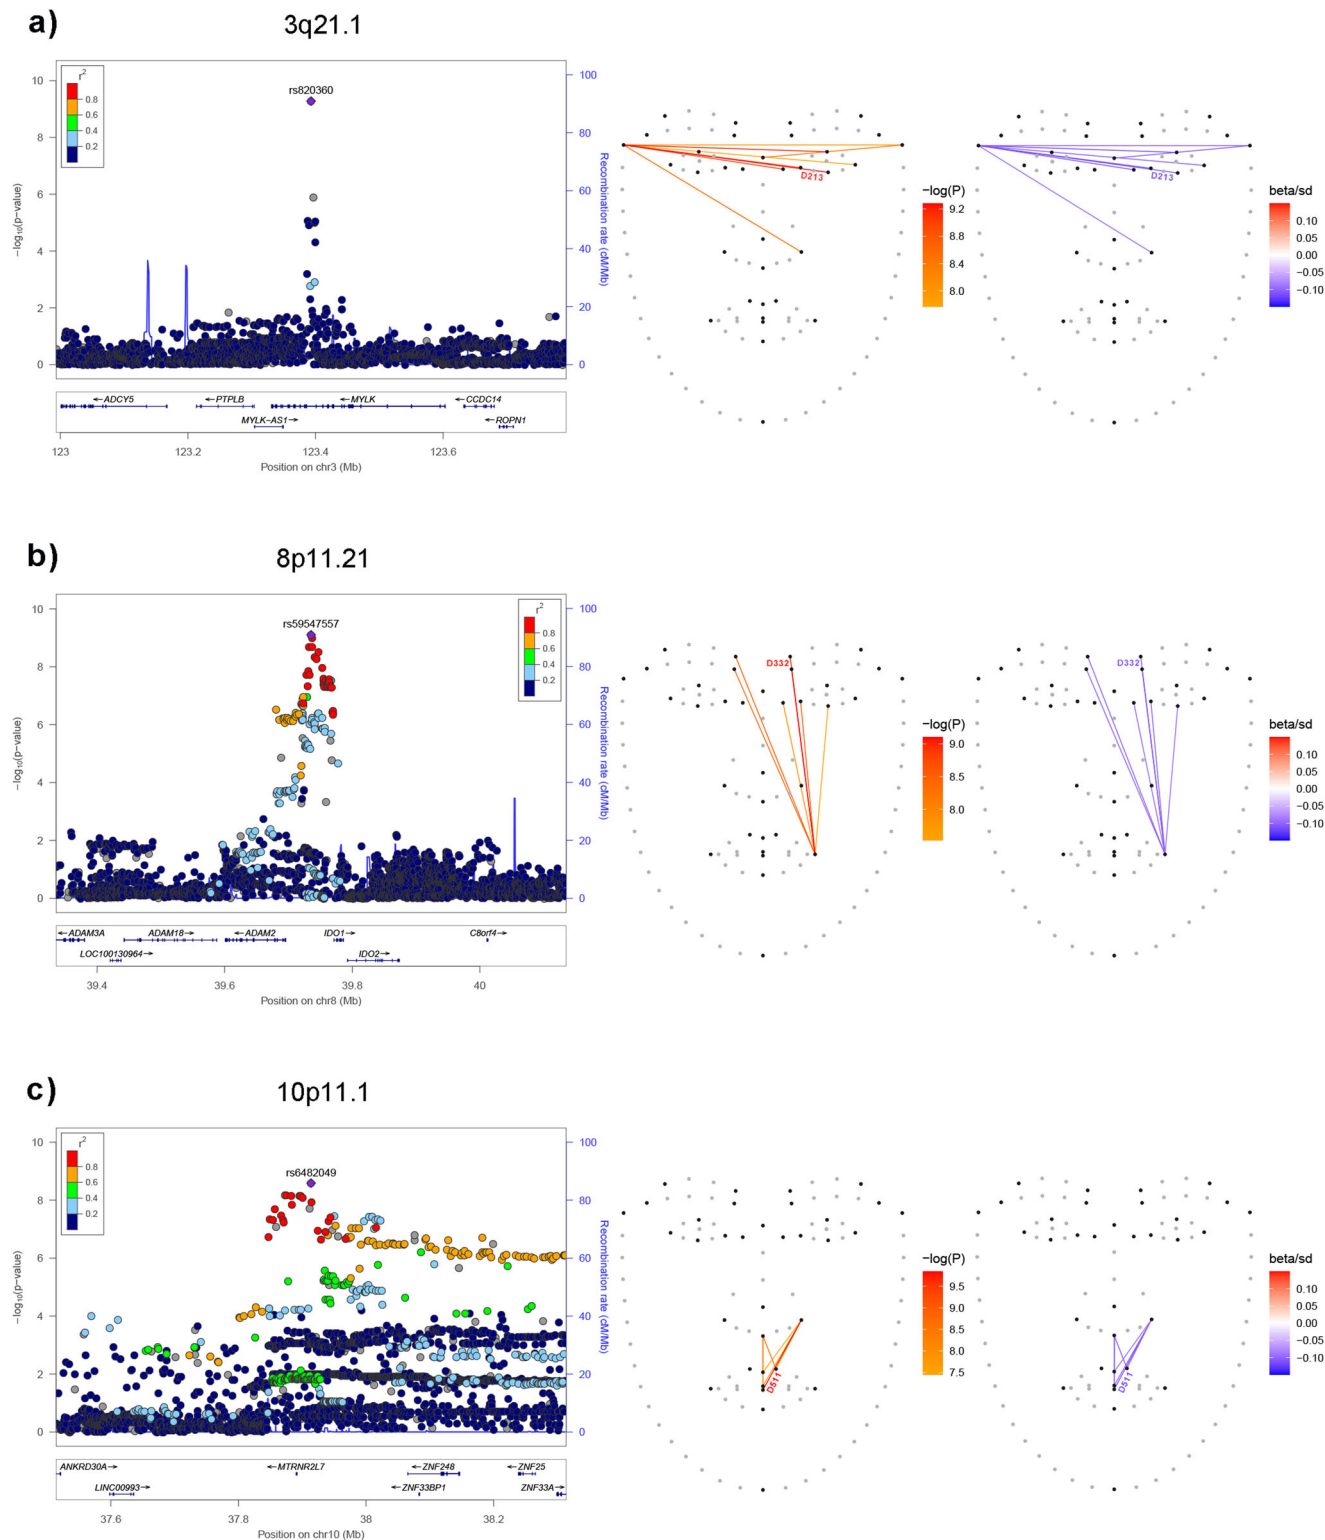 a)
3q21.1
10
8
6
4
2
0
−log10(p−value)
r2
0.8
0.6
0.4
0.2
rs820360
100
80
60
40
20
0
Recombination rate (cM/Mb)
←ADCY5
←PTPLB
←MYLK
←CCDC14
MYLK−AS1→
←ROPN1
123
123.2
123.4
123.6
Position on chr3 (Mb)
D213
−log(P)
9.2
8.8
8.4
8.0
D213
beta/sd
0.10
0.05
0.00
−0.05
−0.10
b)
8p11.21
10
8
6
4
2
0
−log10(p−value)
rs59547557
r2
0.8
0.6
0.4
0.2
100
80
60
40
20
0
Recombination rate (cM/Mb)
←ADAM3A
ADAM18→
←ADAM2
IDO1→
C8orf4→
LOC100130964→
IDO2→
39.4
39.6
39.8
40
Position on chr8 (Mb)
D332
−log(P)
9.0
8.5
8.0
D332
beta/sd
0.10
0.05
0.00
−0.05
−0.10
c)
10p11.1
10
8
6
4
2
0
−log10(p−value)
r2
0.8
0.6
0.4
0.2
rs6482049
100
80
60
40
20
0
Recombination rate (cM/Mb)
ANKRD30A→
←MTRNR2L7
←ZNF248
←ZNF25
LINC00993→
←ZNF33BP1
ZNF33A→
37.6
37.8
38
38.2
Position on chr10 (Mb)
D511
−log(P)
9.5
9.0
8.5
8.0
7.5
D511
beta/sd
0.10
0.05
0.00
−0.05
−0.10